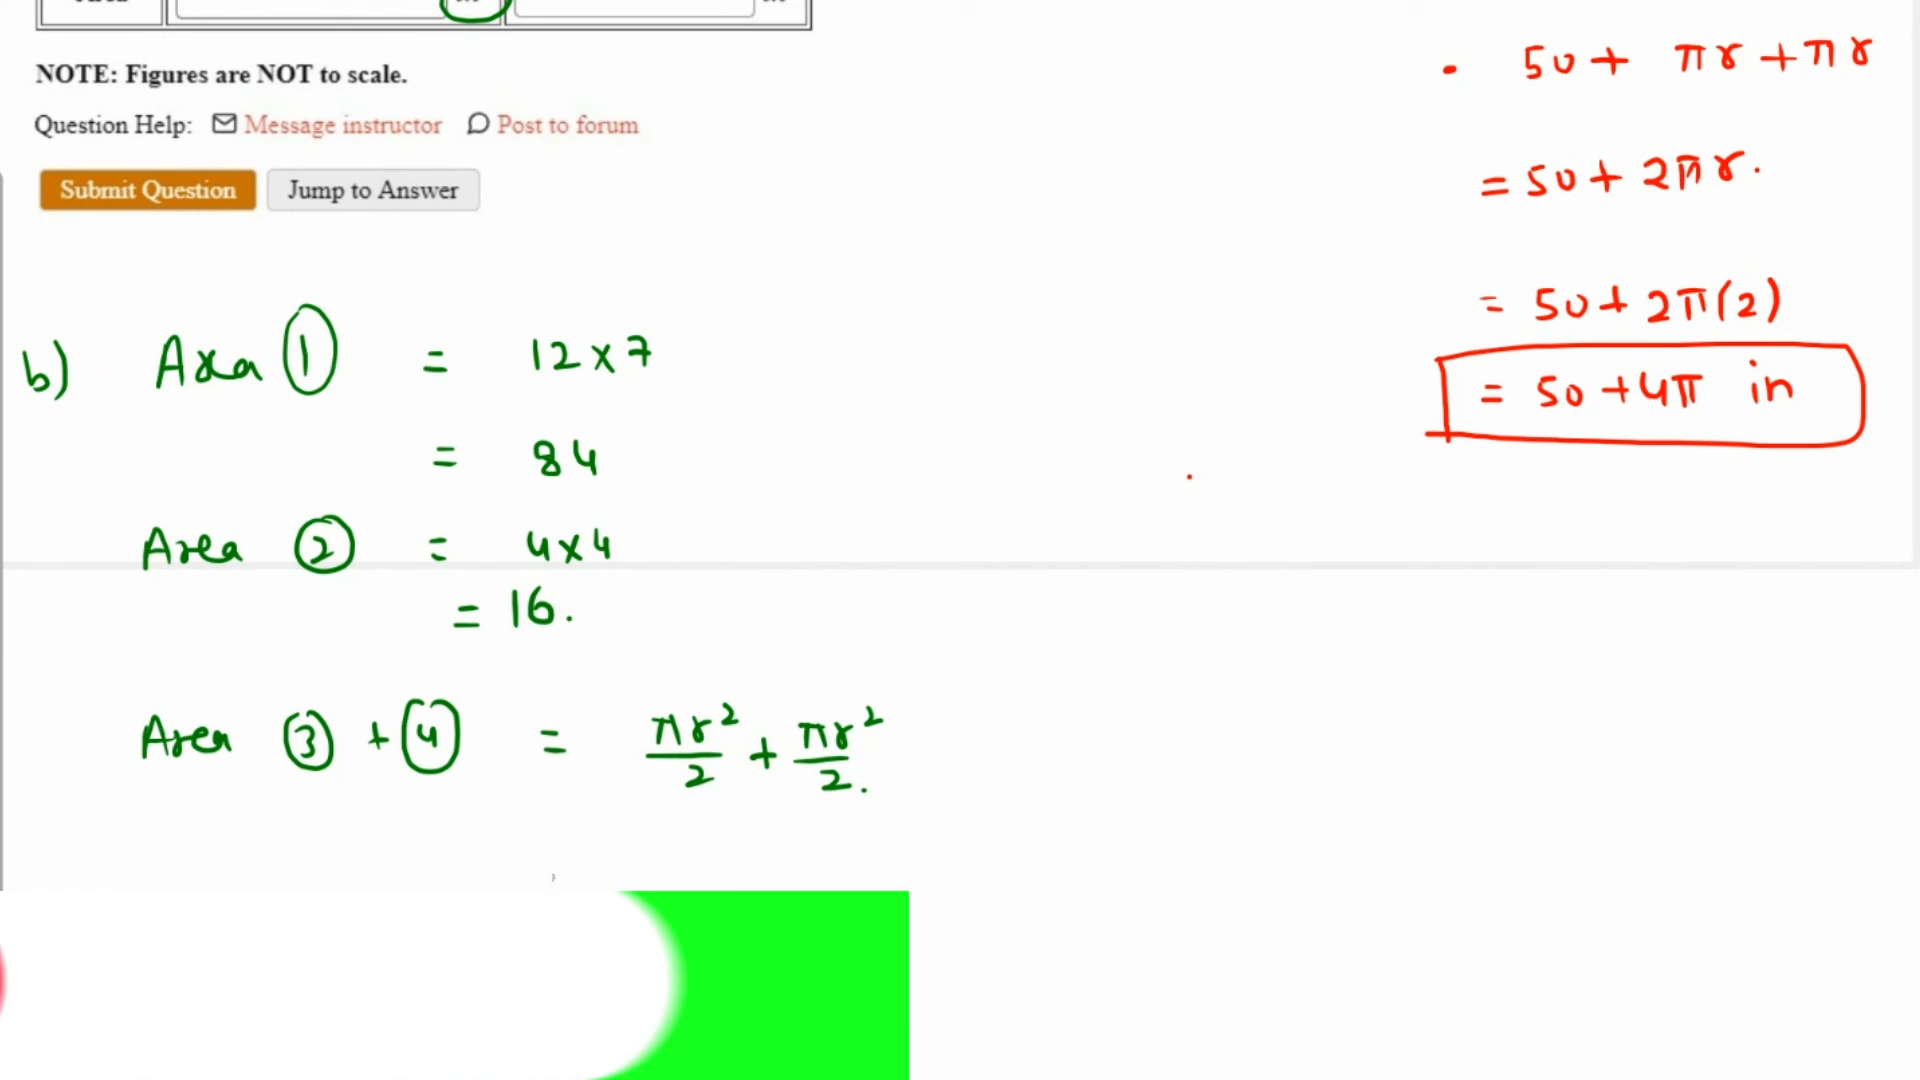 NOTE: Figures are NOT to scale.
Question Help: Message instructor Post to forum
Submit Question Jump to Answer
b) Area 1 = 12 x 7
= 84
Area 2 = 4 x 4
= 16.
Area 3 + 4 = πr²/2 + πr²/2.
50 + πr + πr
= 50 + 2πr.
= 50 + 2π(2)
= 50 + 4π in